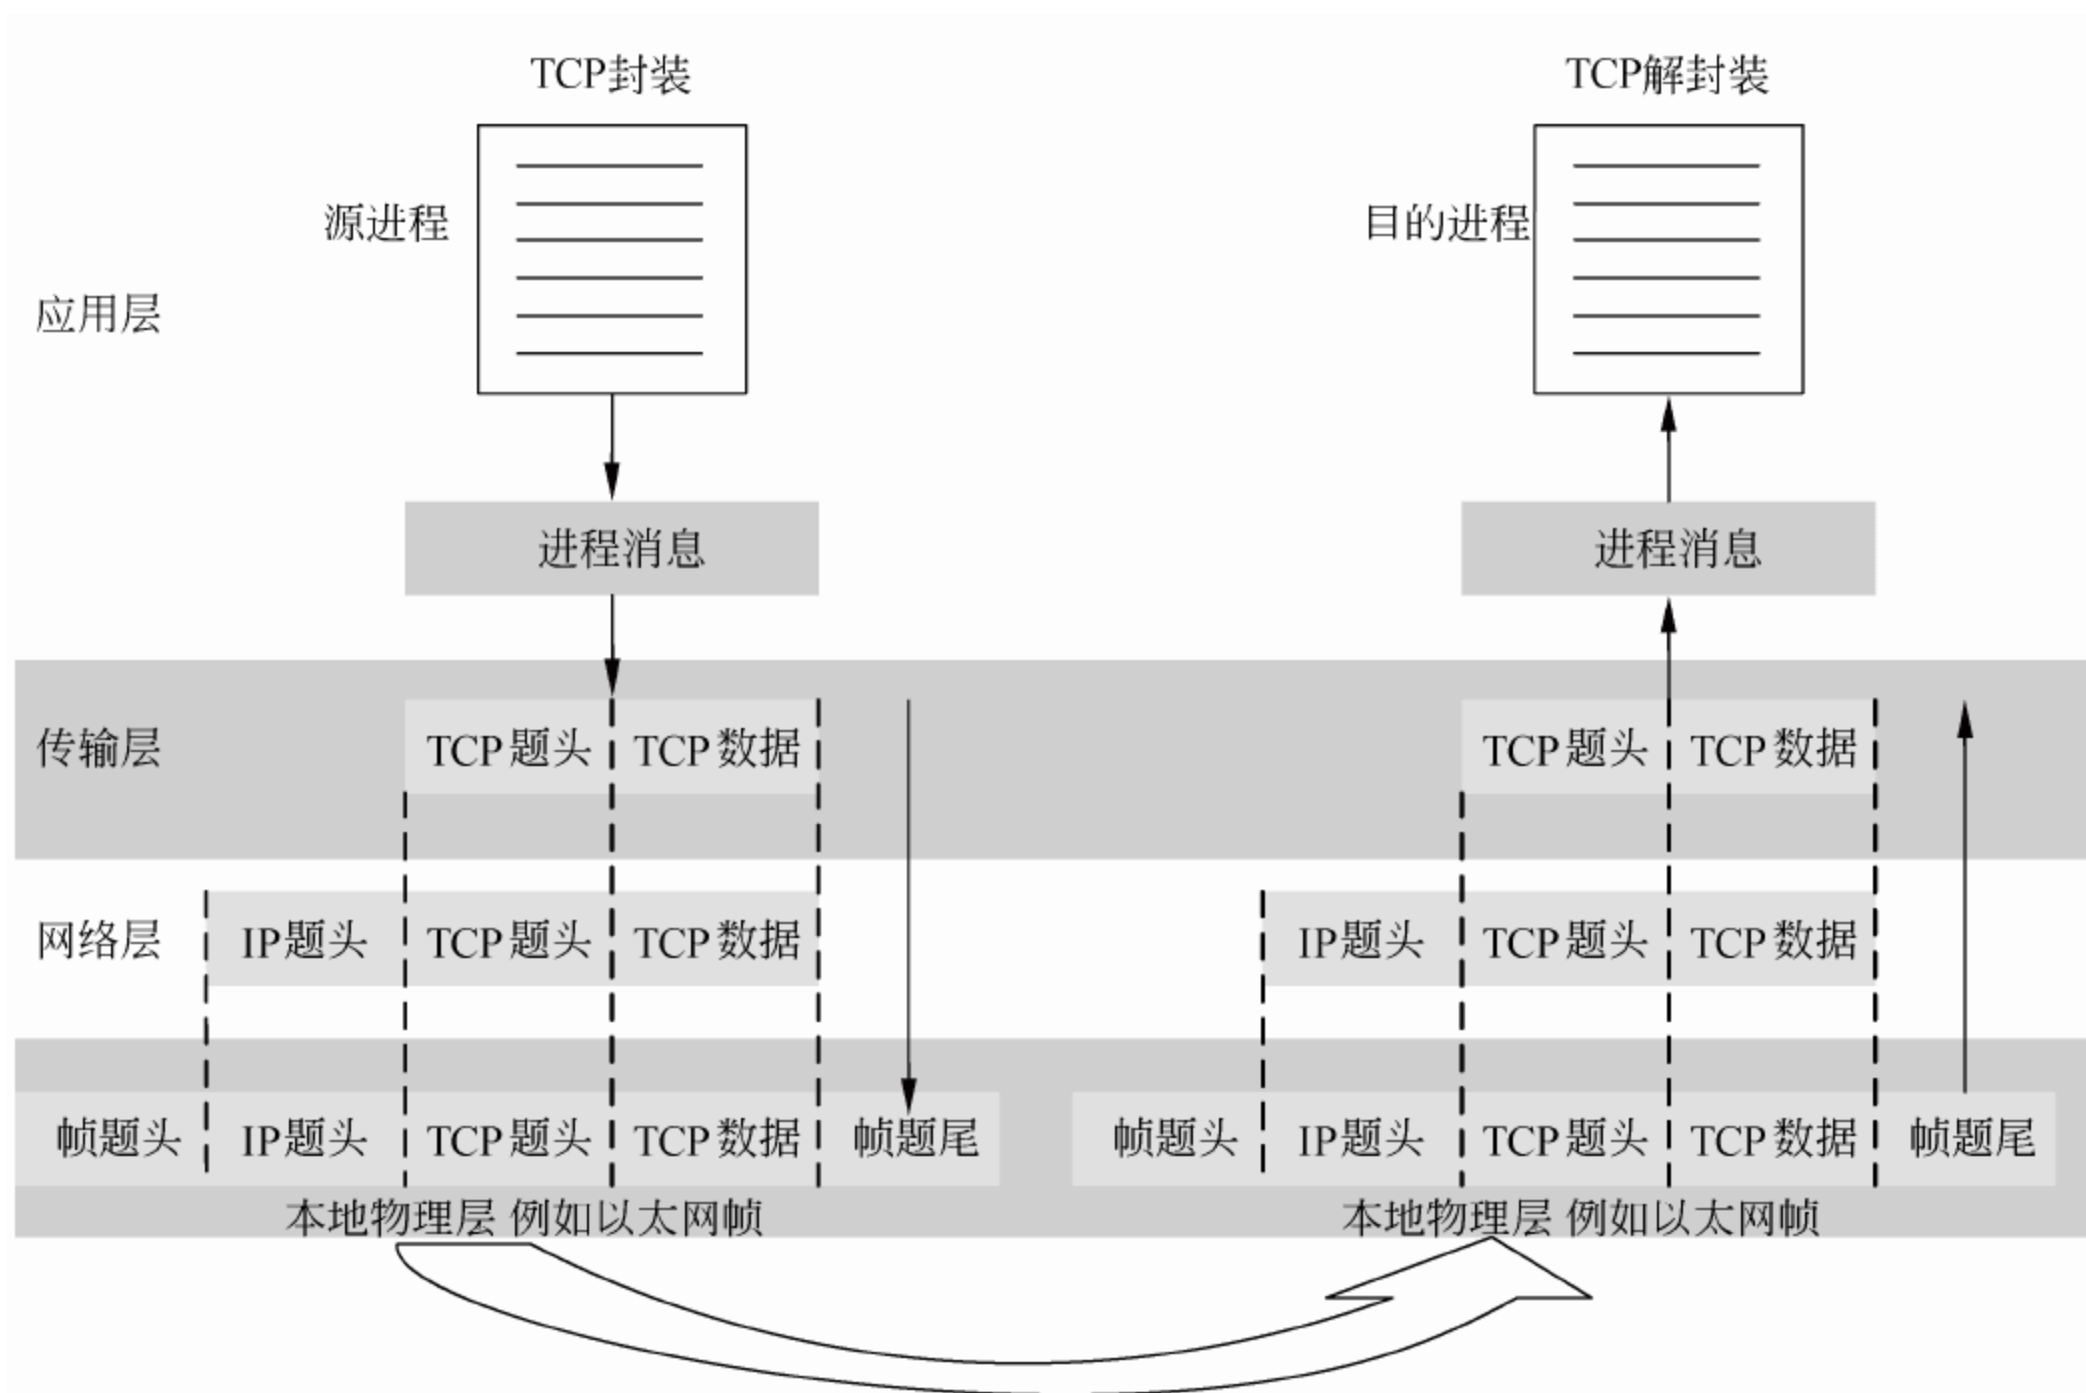 TCP封装
TCP解封装
源进程
目的进程
应用层
进程消息
进程消息
传输层
TCP题头 TCP数据
TCP题头 TCP数据
网络层
IP题头 TCP题头 TCP数据
IP题头 TCP题头 TCP数据
帧题头 IP题头 TCP题头 TCP数据 帧题尾
帧题头 IP题头 TCP题头 TCP数据 帧题尾
本地物理层 例如以太网帧
本地物理层 例如以太网帧